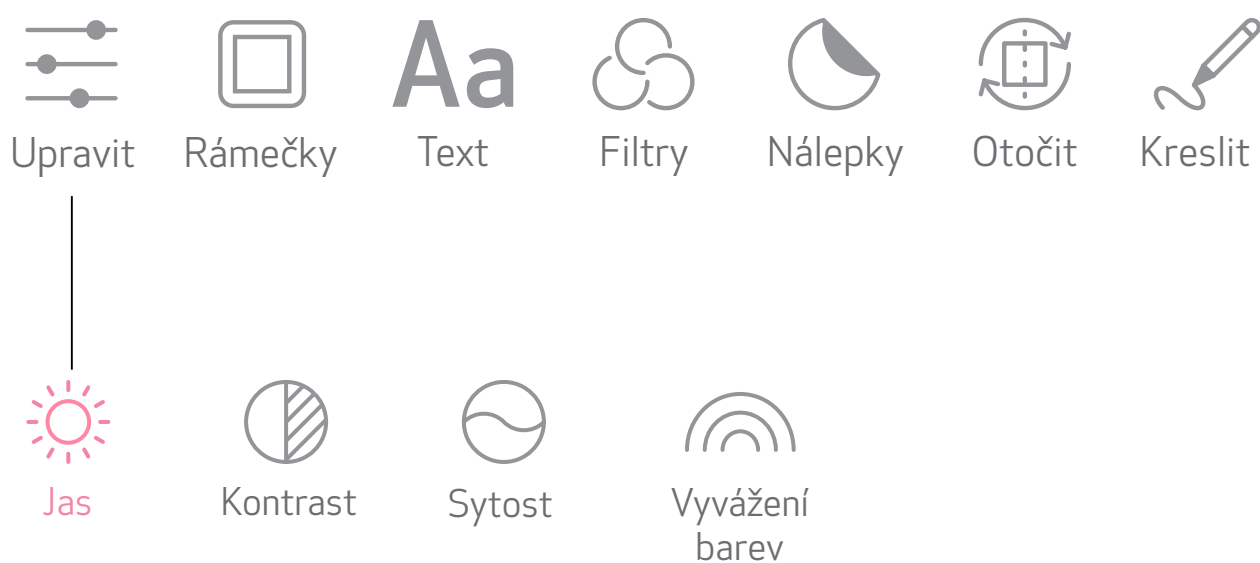 Aa
Upravit Rámečky Text Filtry Nálepky Otočit Kreslit
Jas Kontrast Sytost Vyvážení
barev